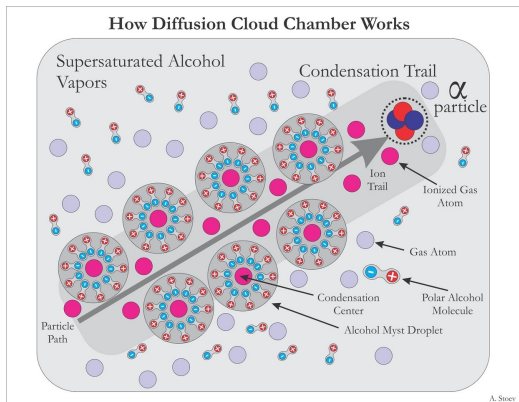 How Diffusion Cloud Chamber Works
Supersaturated Alcohol
Vapors
Condensation Trail
α
particle
Ion
Trail
Ionized Gas
Atom
Gas Atom
Polar Alcohol
Molecule
Condensation
Center
Alcohol Myst Droplet
Particle
Path
A. Stoev